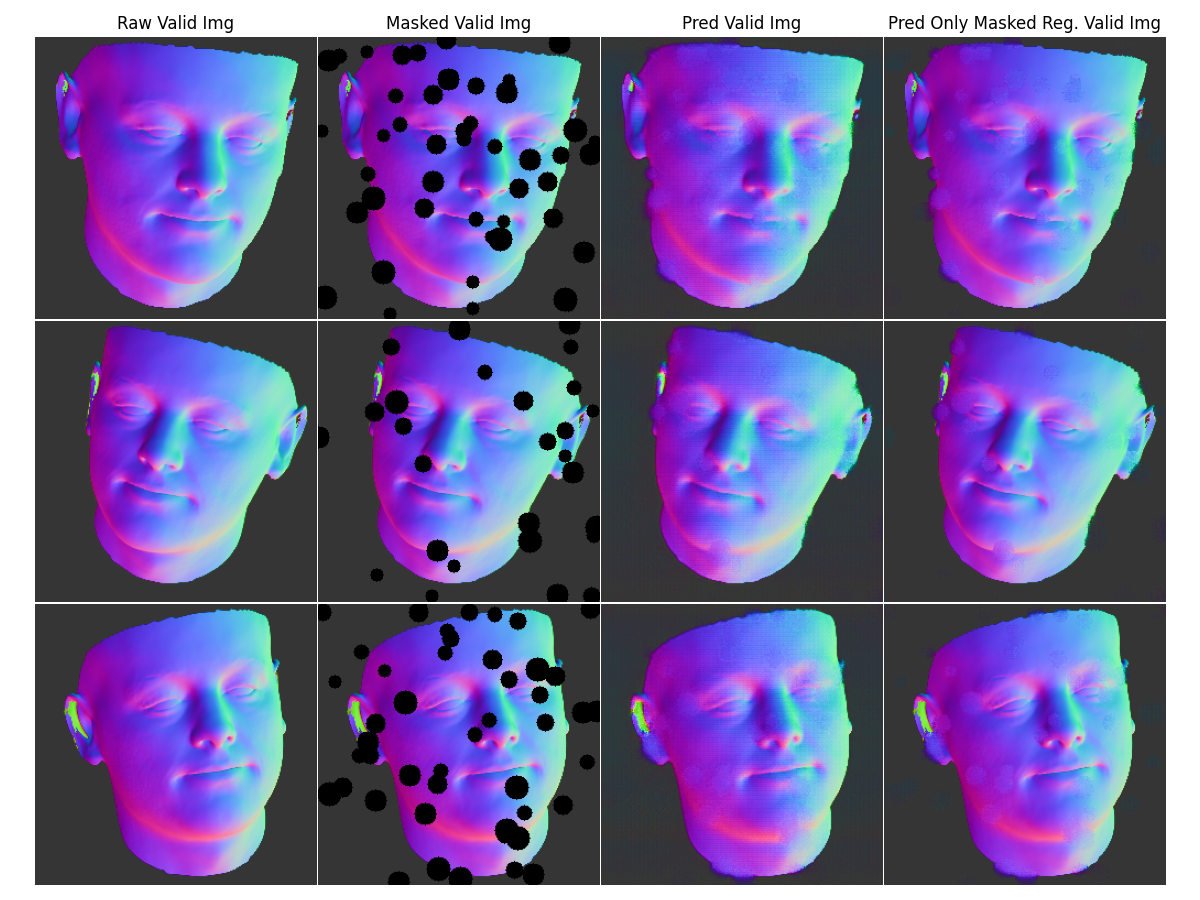 Raw Valid Img
Masked Valid Img
Pred Valid Img
Pred Only Masked Reg. Valid Img